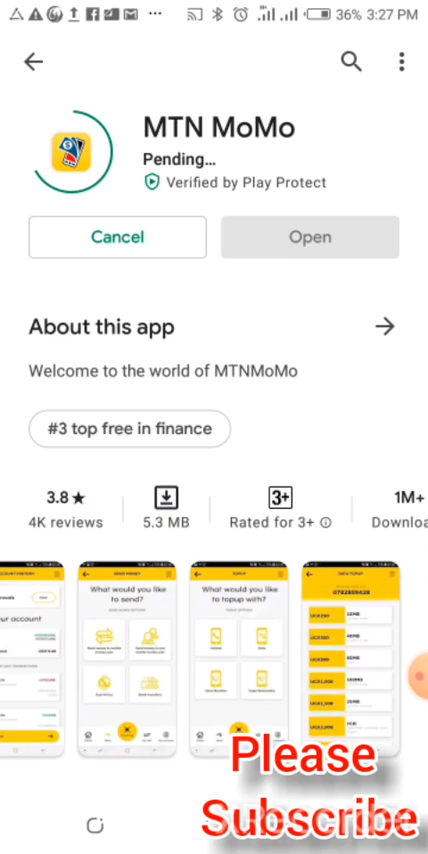 36% 3:27 PM
MTN MoMo
Pending...
Verified by Play Protect
Cancel
Open
About this app
Welcome to the world of MTNMoMo
#3 top free in finance
3.8★
4K reviews
5.3 MB
3+
Rated for 3+
1M+
Downloa
What would you like
to send?
What would you like
to topup with?
Please
Subscribe